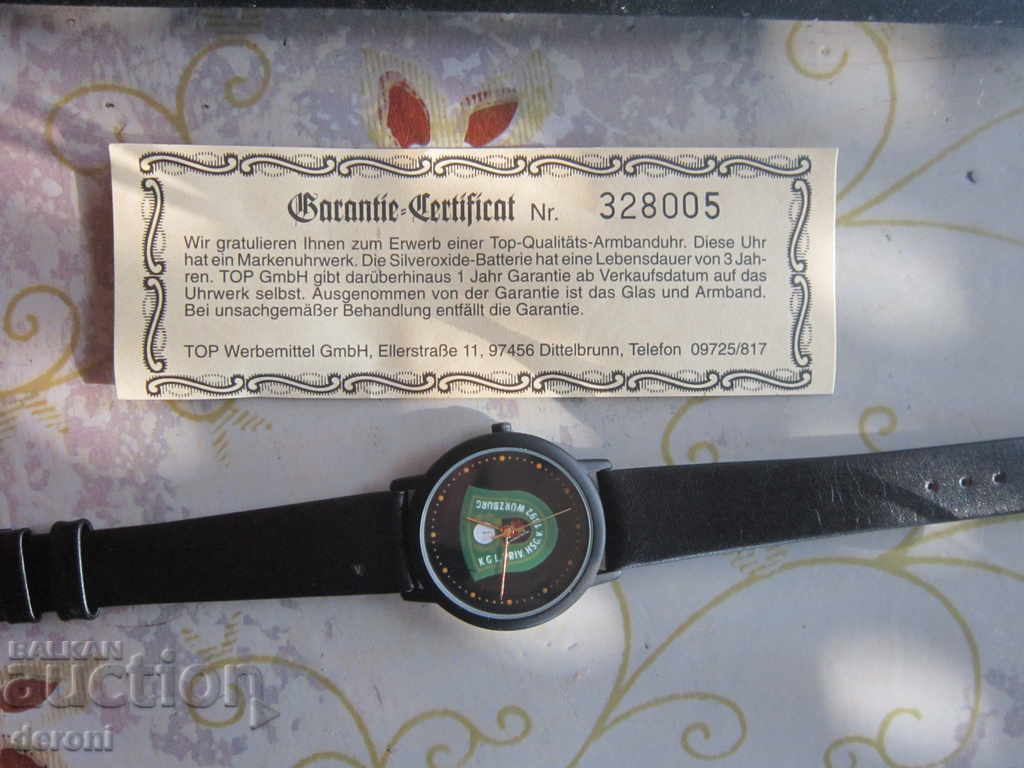 Garantie-Certificat Nr. 328005
Wir gratulieren Ihnen zum Erwerb einer Top-Qualitäts-Armbanduhr. Diese Uhr
hat ein Markenuhrwerk. Die Silveroxide-Batterie hat eine Lebensdauer von 3 Jah-
ren. TOP GmbH gibt darüberhinaus 1 Jahr Garantie ab Verkaufsdatum auf das
Uhrwerk selbst. Ausgenommen von der Garantie ist das Glas und Armband.
Bei unsachgemäßer Behandlung entfällt die Garantie.
TOP Werbemittel GmbH, Ellerstraße 11, 97456 Dittelbrunn, Telefon 09725/817
WÜRZBURG
KGL. PRIV. HSG
BALKAN
auction
deroni